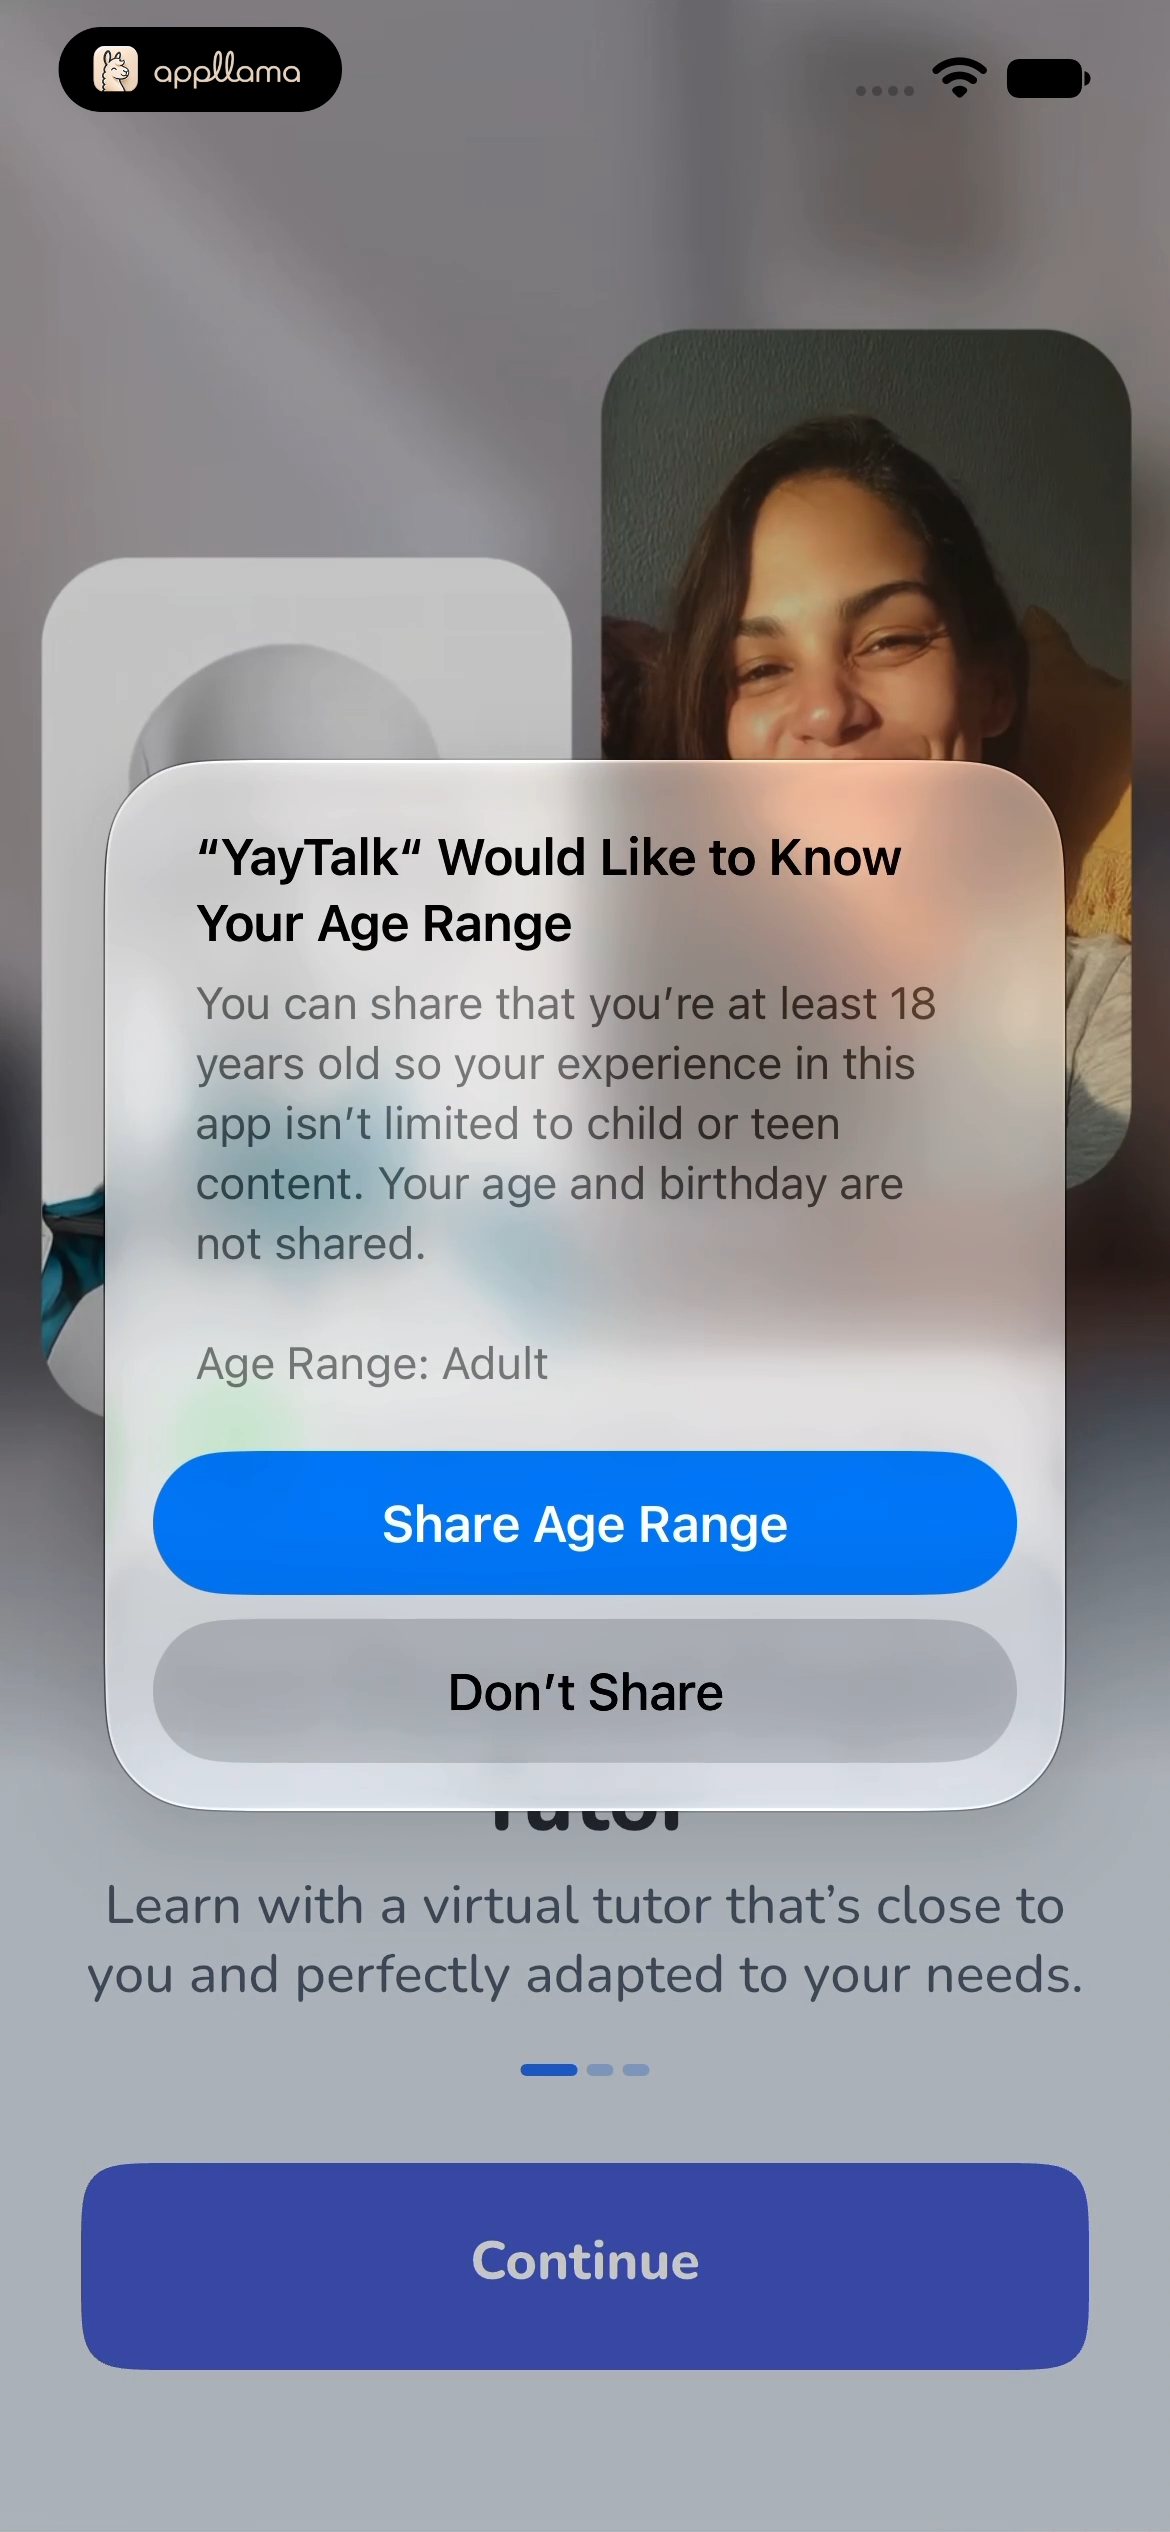 appllama
“YayTalk“ Would Like to Know
Your Age Range
You can share that you’re at least 18
years old so your experience in this
app isn’t limited to child or teen
content. Your age and birthday are
not shared.
Age Range: Adult
Share Age Range
Don’t Share
Tutor
Learn with a virtual tutor that’s close to
you and perfectly adapted to your needs.
Continue